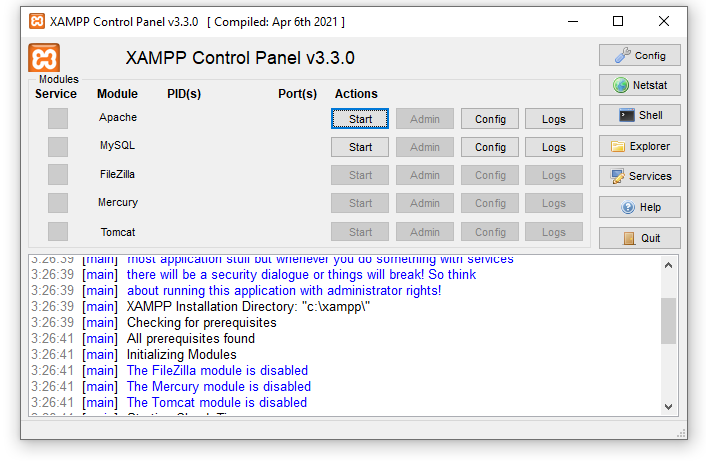 XAMPP Control Panel v3.3.0 [ Compiled: Apr 6th 2021 ]
XAMPP Control Panel v3.3.0
Config
Modules
Service Module PID(s) Port(s) Actions
Netstat
Apache Start Admin Config Logs
Shell
MySQL Start Admin Config Logs
Explorer
FileZilla Start Admin Config Logs
Services
Mercury Start Admin Config Logs
Help
Tomcat Start Admin Config Logs
Quit
3:26:39 [main] most application stuff but whenever you do something with services
3:26:39 [main] there will be a security dialogue or things will break! So think
3:26:39 [main] about running this application with administrator rights!
3:26:39 [main] XAMPP Installation Directory: "c:\xampp\"
3:26:39 [main] Checking for prerequisites
3:26:41 [main] All prerequisites found
3:26:41 [main] Initializing Modules
3:26:41 [main] The FileZilla module is disabled
3:26:41 [main] The Mercury module is disabled
3:26:41 [main] The Tomcat module is disabled
3:26:41 [main] Starting Check-Timer